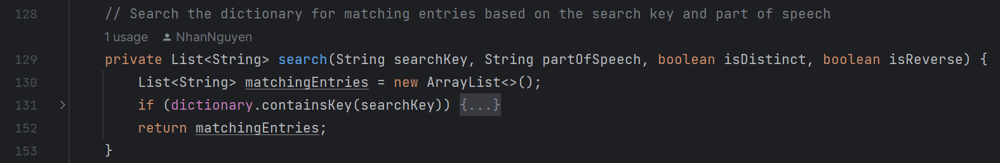 128 // Search the dictionary for matching entries based on the search key and part of speech
1 usage NhanNguyen
129 private List<String> search(String searchKey, String partOfSpeech, boolean isDistinct, boolean isReverse) {
130 List<String> matchingEntries = new ArrayList<>();
131 if (dictionary.containsKey(searchKey)) {...}
152 return matchingEntries;
153 }